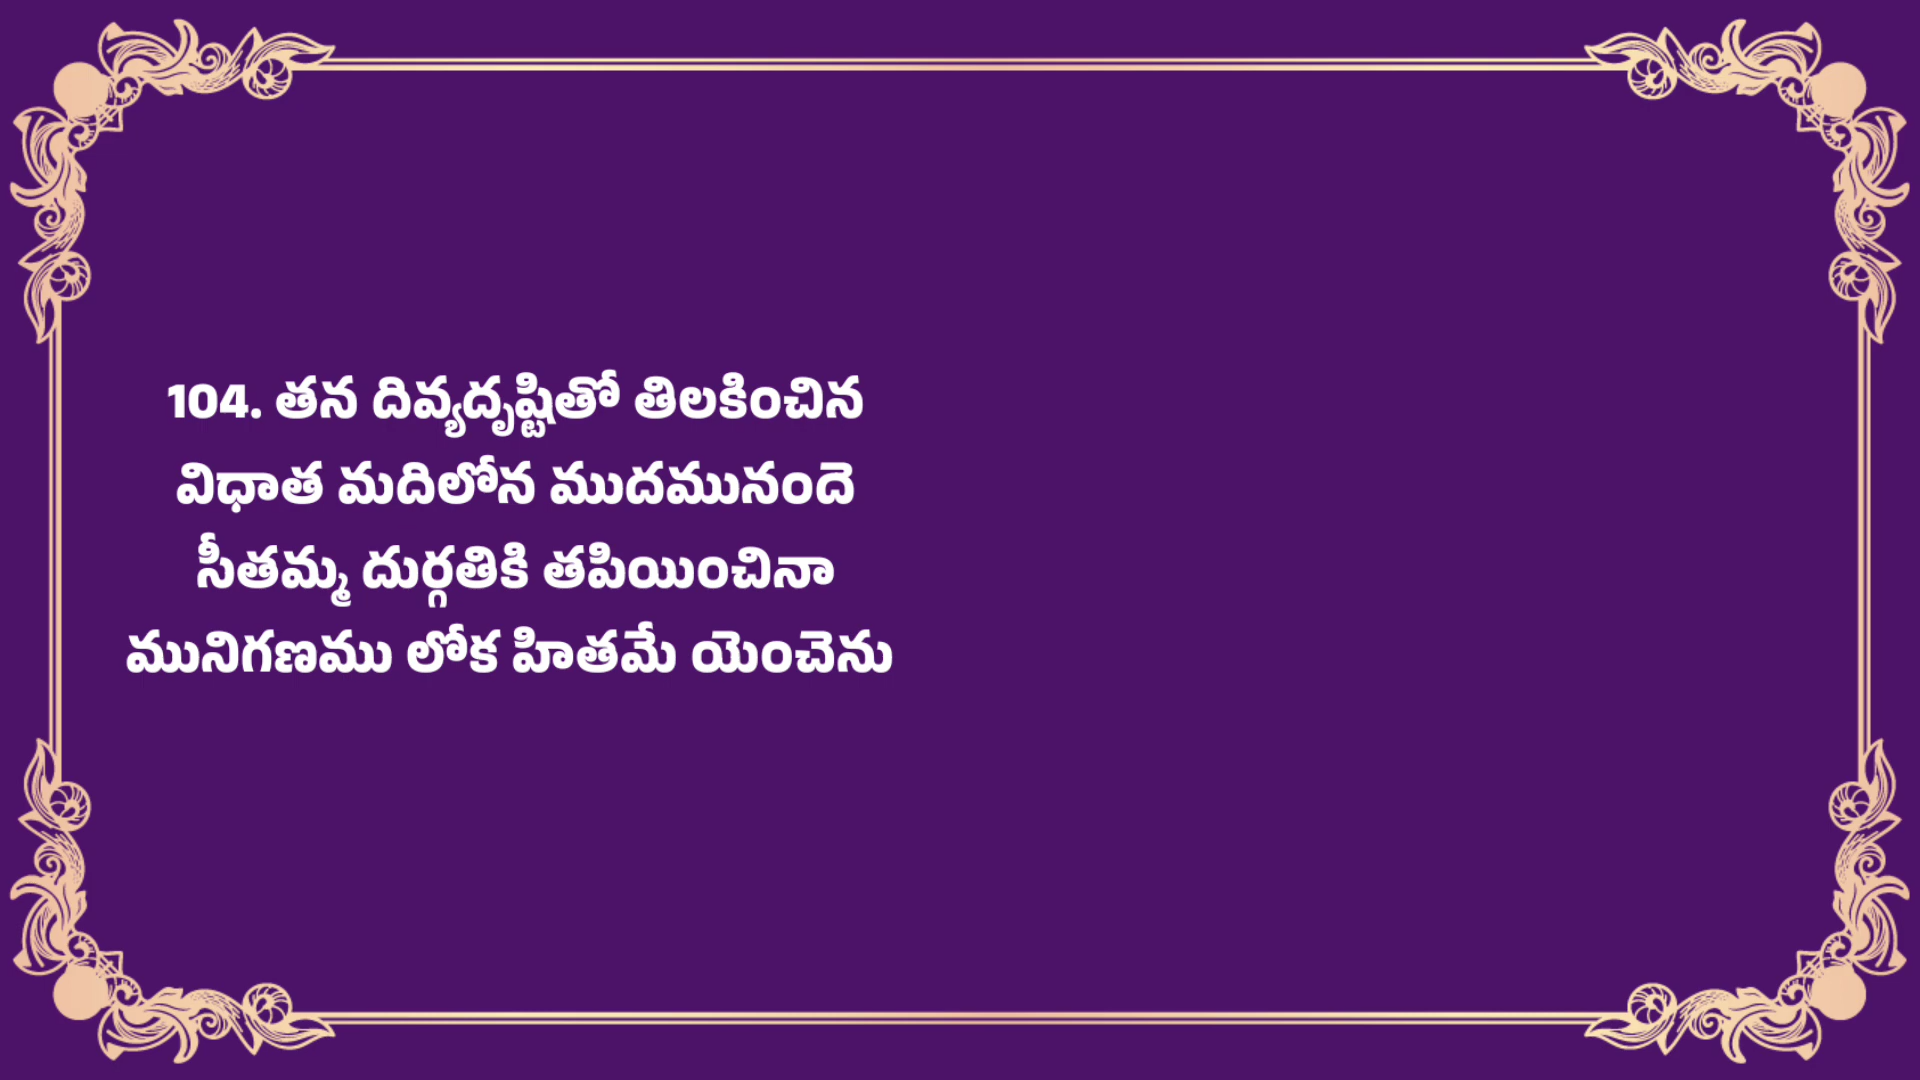 104. తన దివ్యదృష్టితో తిలకించిన
విధాత మదిలోన ముదమునందె
సీతమ్మ దుర్గతికి తపియించినా
మునిగణము లోక హితమే యెంచెను